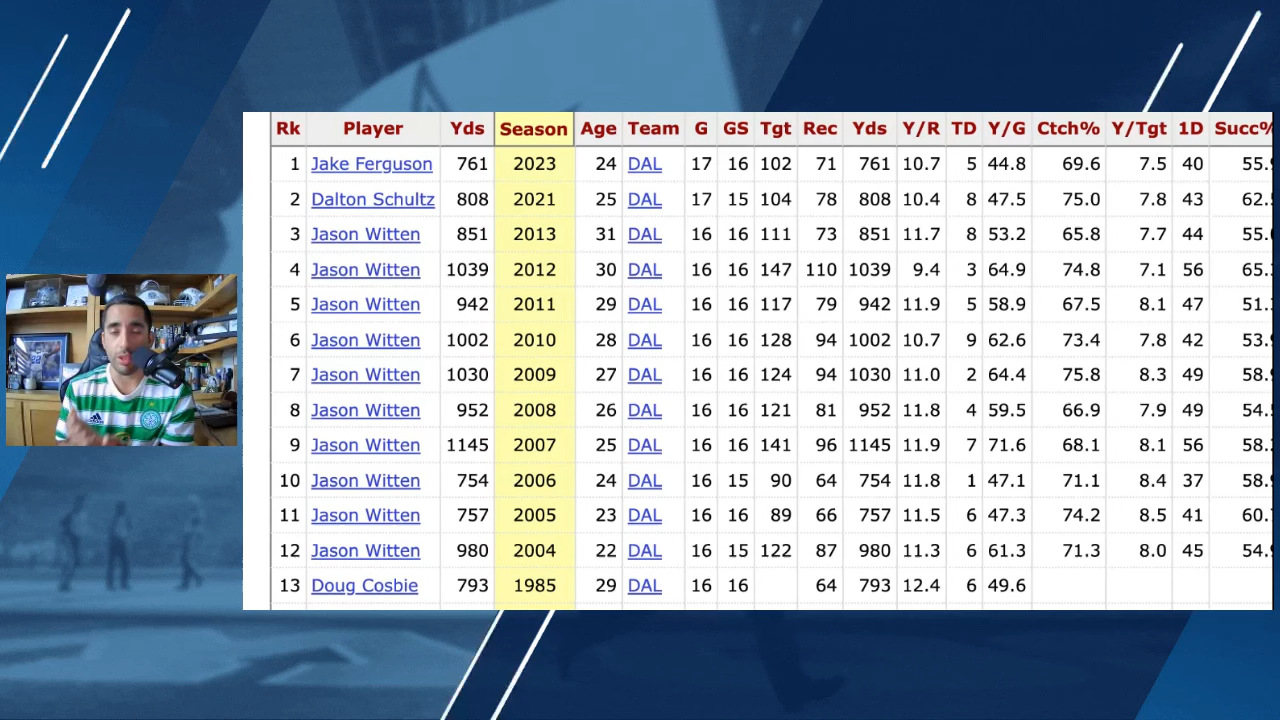 Rk Player Yds Season Age Team G GS Tgt Rec Yds Y/R TD Y/G Ctch% Y/Tgt 1D Succ%
1 Jake Ferguson 761 2023 24 DAL 17 16 102 71 761 10.7 5 44.8 69.6 7.5 40 55.
2 Dalton Schultz 808 2021 25 DAL 17 15 104 78 808 10.4 8 47.5 75.0 7.8 43 62.
3 Jason Witten 851 2013 31 DAL 16 16 111 73 851 11.7 8 53.2 65.8 7.7 44 55.
4 Jason Witten 1039 2012 30 DAL 16 16 147 110 1039 9.4 3 64.9 74.8 7.1 56 65.
5 Jason Witten 942 2011 29 DAL 16 16 117 79 942 11.9 5 58.9 67.5 8.1 47 51.
6 Jason Witten 1002 2010 28 DAL 16 16 128 94 1002 10.7 9 62.6 73.4 7.8 42 53.
7 Jason Witten 1030 2009 27 DAL 16 16 124 94 1030 11.0 2 64.4 75.8 8.3 49 58.
8 Jason Witten 952 2008 26 DAL 16 16 121 81 952 11.8 4 59.5 66.9 7.9 49 54.
9 Jason Witten 1145 2007 25 DAL 16 16 141 96 1145 11.9 7 71.6 68.1 8.1 56 58.
10 Jason Witten 754 2006 24 DAL 16 15 90 64 754 11.8 1 47.1 71.1 8.4 37 58.
11 Jason Witten 757 2005 23 DAL 16 16 89 66 757 11.5 6 47.3 74.2 8.5 41 60.
12 Jason Witten 980 2004 22 DAL 16 15 122 87 980 11.3 6 61.3 71.3 8.0 45 54.
13 Doug Cosbie 793 1985 29 DAL 16 16 64 793 12.4 6 49.6